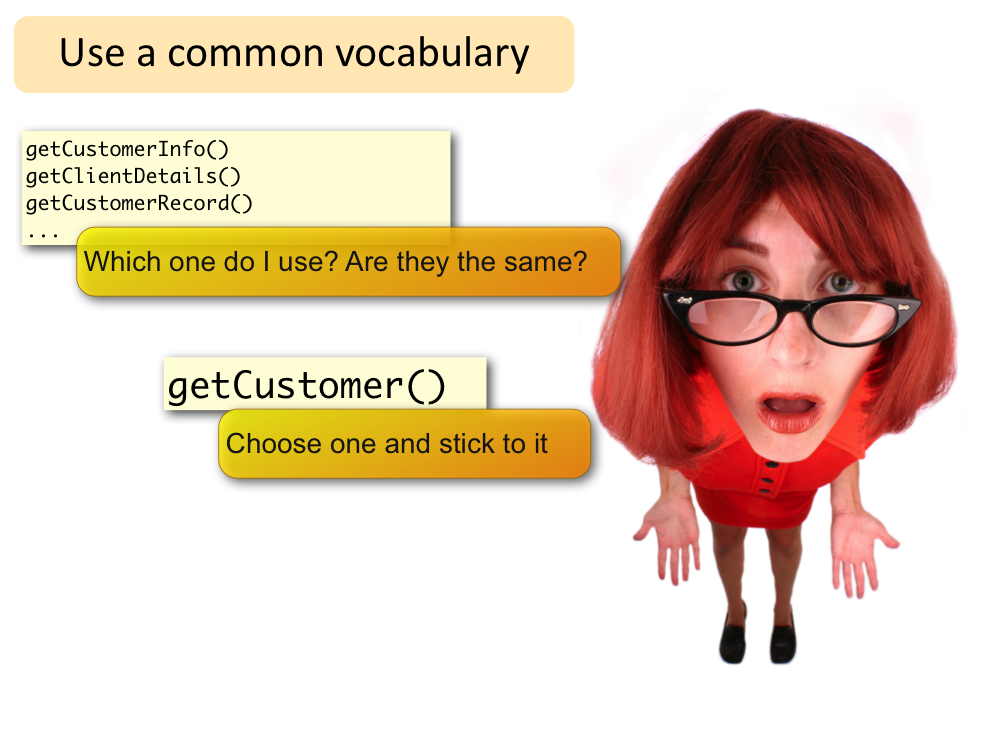 Use a common vocabulary
getCustomerInfo()
getClientDetails()
getCustomerRecord()
...
Which one do I use? Are they the same?
getCustomer()
Choose one and stick to it